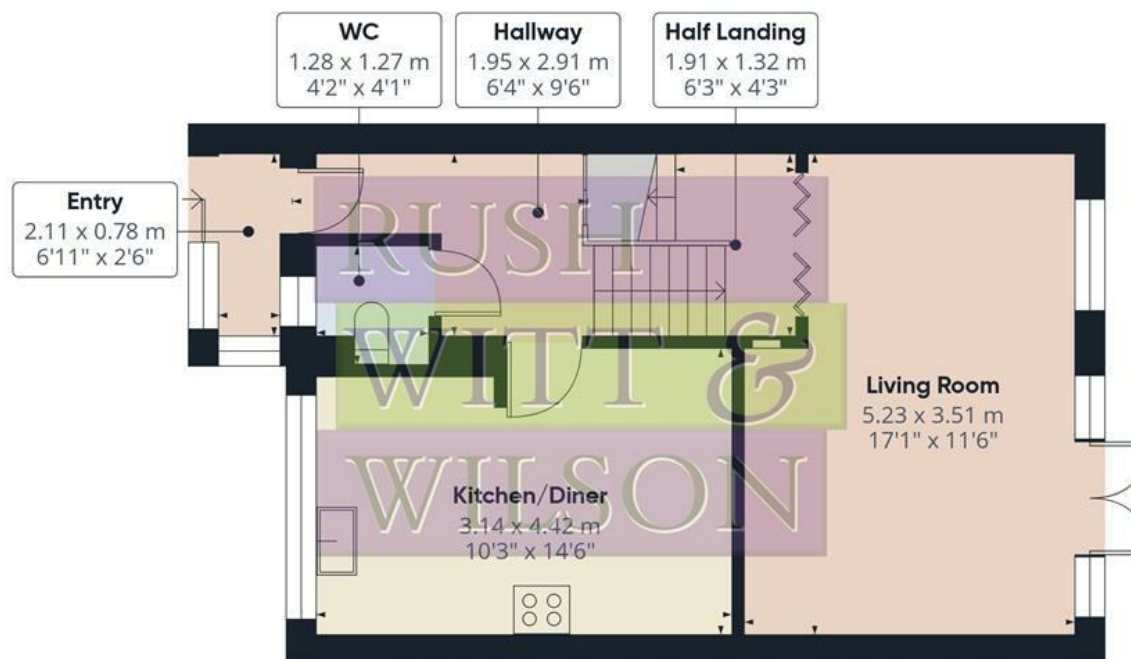 WC
1.28 x 1.27 m
4'2" x 4'1"
Hallway
1.95 x 2.91 m
6'4" x 9'6"
Half Landing
1.91 x 1.32 m
6'3" x 4'3"
Entry
2.11 x 0.78 m
6'11" x 2'6"
RUSH
WITT &
WILSON
Living Room
5.23 x 3.51 m
17'1" x 11'6"
Kitchen/Diner
3.14 x 4.42 m
10'3" x 14'6"